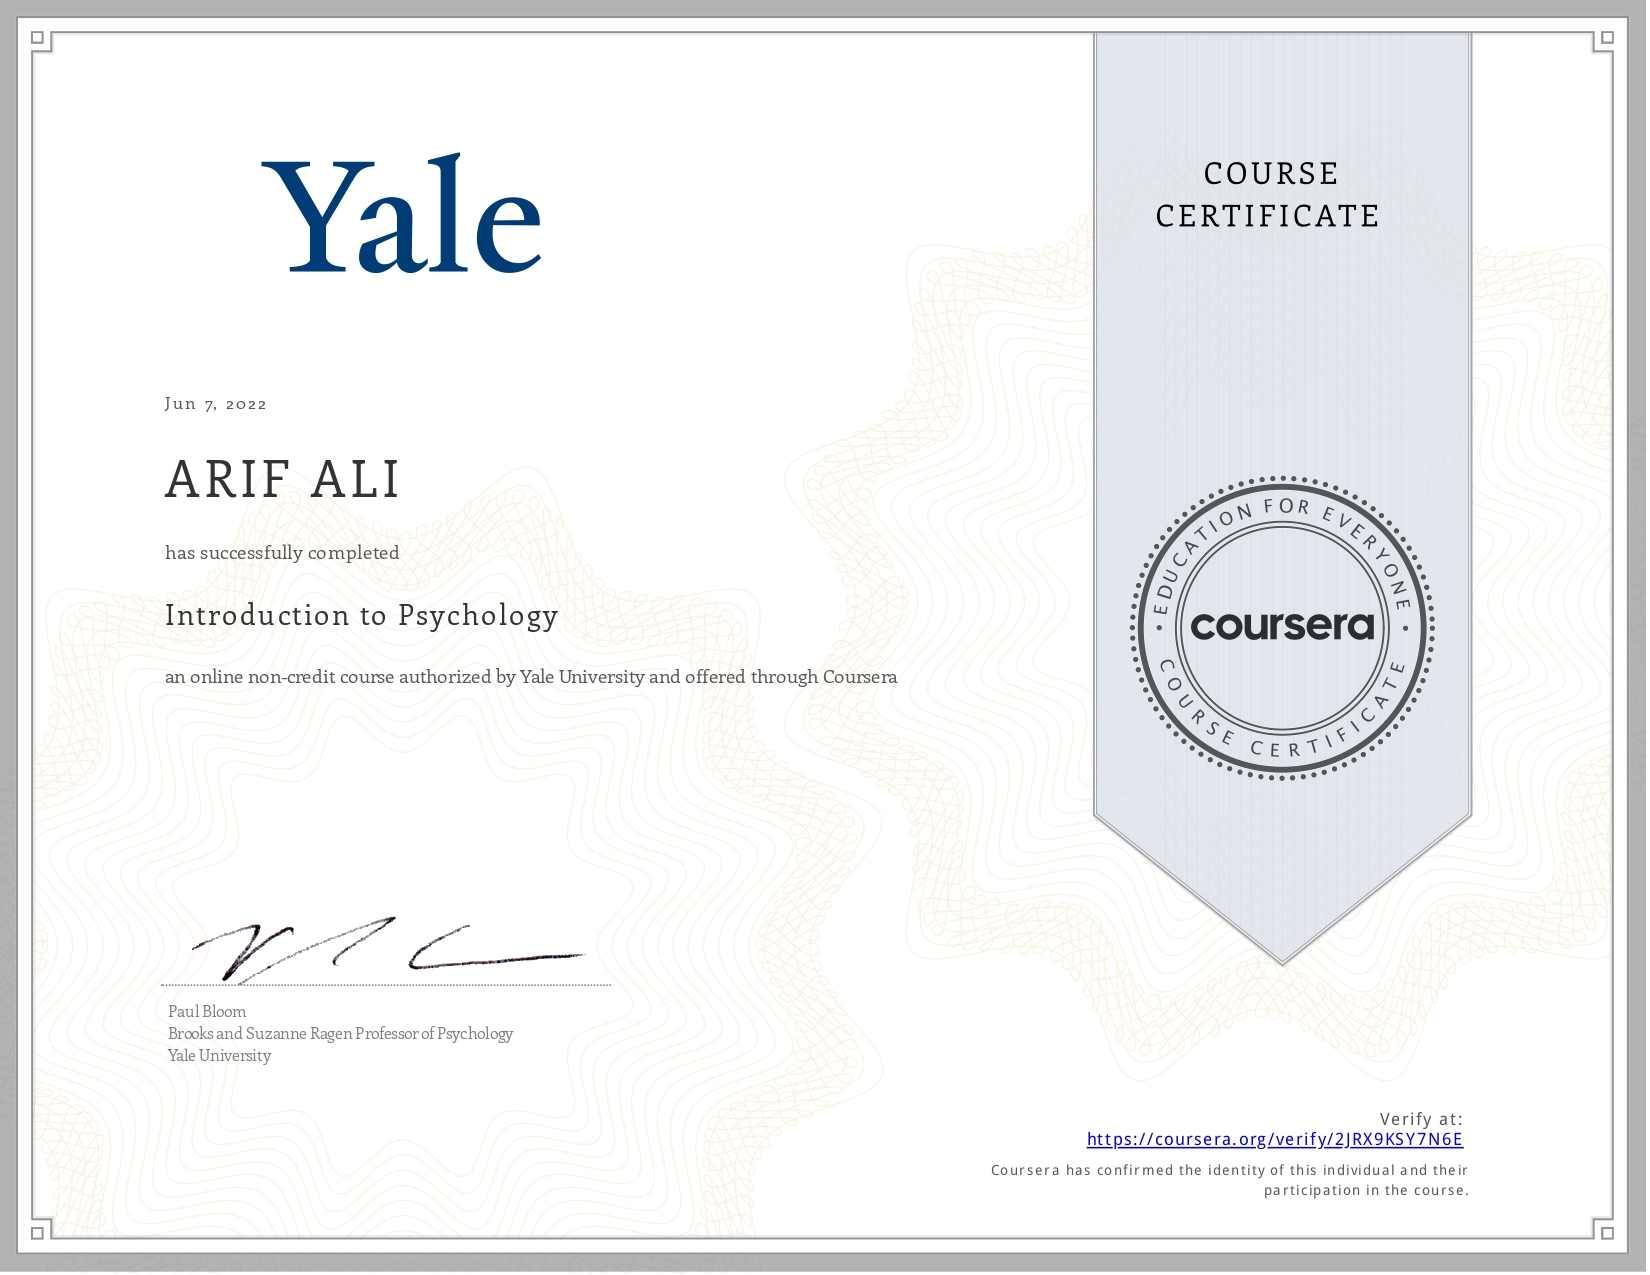 Yale
COURSE
CERTIFICATE
Jun 7, 2022
ARIF ALI
has successfully completed
Introduction to Psychology
an online non-credit course authorized by Yale University and offered through Coursera
EDUCATION FOR EVERYONE
coursera
COURSE CERTIFICATE
Paul Bloom
Brooks and Suzanne Ragen Professor of Psychology
Yale University
Verify at:
https://coursera.org/verify/2JRX9KSY7N6E
Coursera has confirmed the identity of this individual and their
participation in the course.